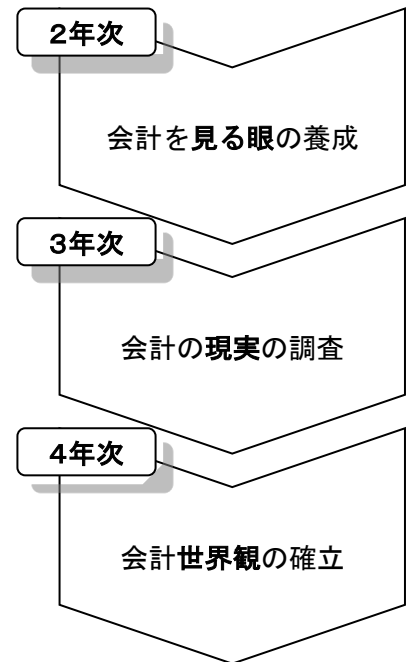 2年次
会計を見る眼の養成
3年次
会計の現実の調査
4年次
会計世界観の確立